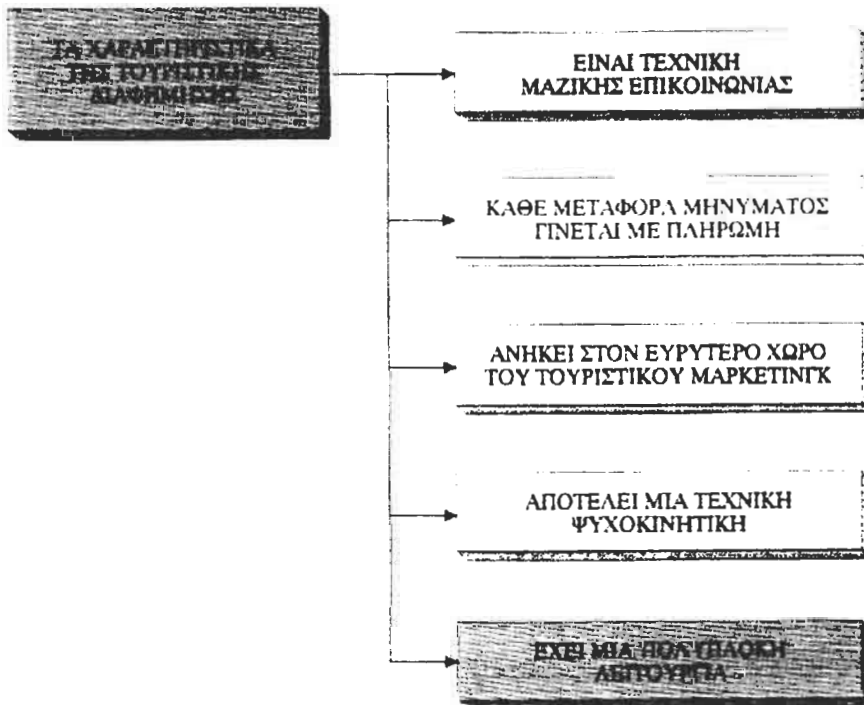 ΤΑ ΧΑΡΑΚΤΗΡΙΣΤΙΚΑ
ΤΗΣ ΤΟΥΡΙΣΤΙΚΗΣ
ΔΙΑΦΗΜΙΣΗΣ
ΕΙΝΑΙ ΤΕΧΝΙΚΗ
ΜΑΖΙΚΗΣ ΕΠΙΚΟΙΝΩΝΙΑΣ
ΚΑΘΕ ΜΕΤΑΦΟΡΑ ΜΗΝΥΜΑΤΟΣ
ΓΙΝΕΤΑΙ ΜΕ ΠΛΗΡΩΜΗ
ΑΝΗΚΕΙ ΣΤΟΝ ΕΥΡΥΤΕΡΟ ΧΩΡΟ
ΤΟΥ ΤΟΥΡΙΣΤΙΚΟΥ ΜΑΡΚΕΤΙΝΓΚ
ΑΠΟΤΕΛΕΙ ΜΙΑ ΤΕΧΝΙΚΗ
ΨΥΧΟΚΙΝΗΤΙΚΗ
ΕΧΕΙ ΜΙΑ ΠΟΛΥΠΛΟΚΗ
ΛΕΙΤΟΥΡΓΙΑ